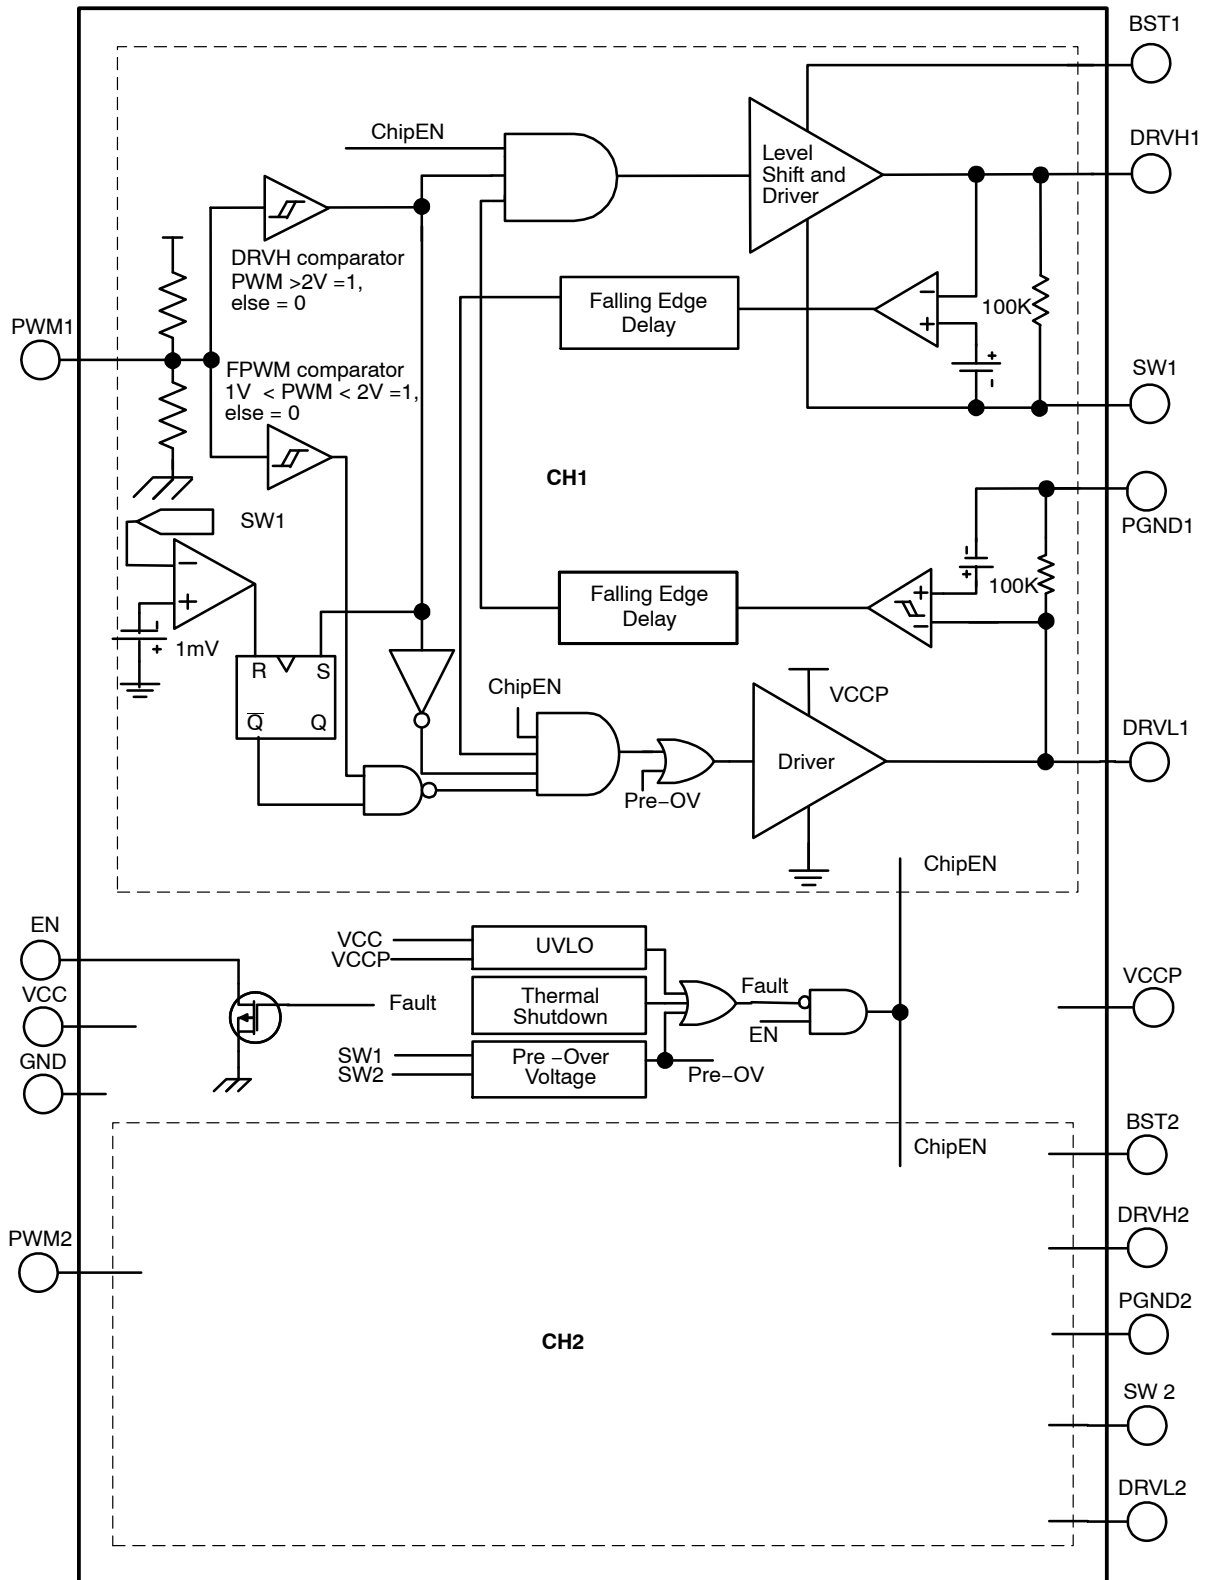 BST1
ChipEN
DRVH1
Level
Shift and
Driver
DRVH comparator
PWM >2V =1,
else = 0
Falling Edge
Delay
−
+
100K
+
-
PWM1
FPWM comparator
1V < PWM < 2V =1,
else = 0
SW1
CH1
PGND1
SW1
−
+
-
+
1mV
Falling Edge
Delay
-
+
+
−
100K
R
S
Q
Q
ChipEN
VCCP
DRVL1
Driver
Pre−OV
ChipEN
EN
VCC
VCCP
UVLO
VCC
Fault
Thermal
Shutdown
Fault
EN
VCCP
GND
SW1
SW2
Pre −Over
Voltage
Pre−OV
ChipEN
BST2
PWM2
DRVH2
CH2
PGND2
SW 2
DRVL2